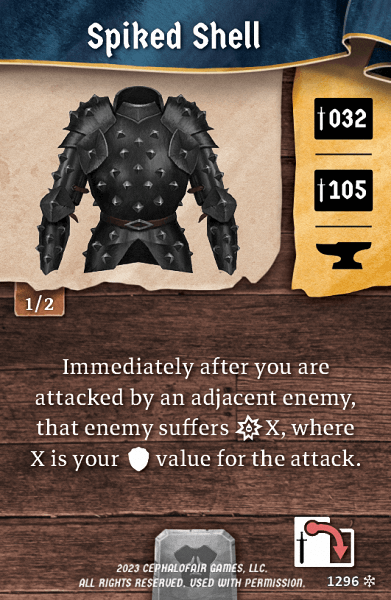 Spiked Shell
032
105
1/2
Immediately after you are
attacked by an adjacent enemy,
that enemy suffers X, where
X is your value for the attack.
2023 CEPHALOFAIR GAMES, LLC.
ALL RIGHTS RESERVED. USED WITH PERMISSION.
1296